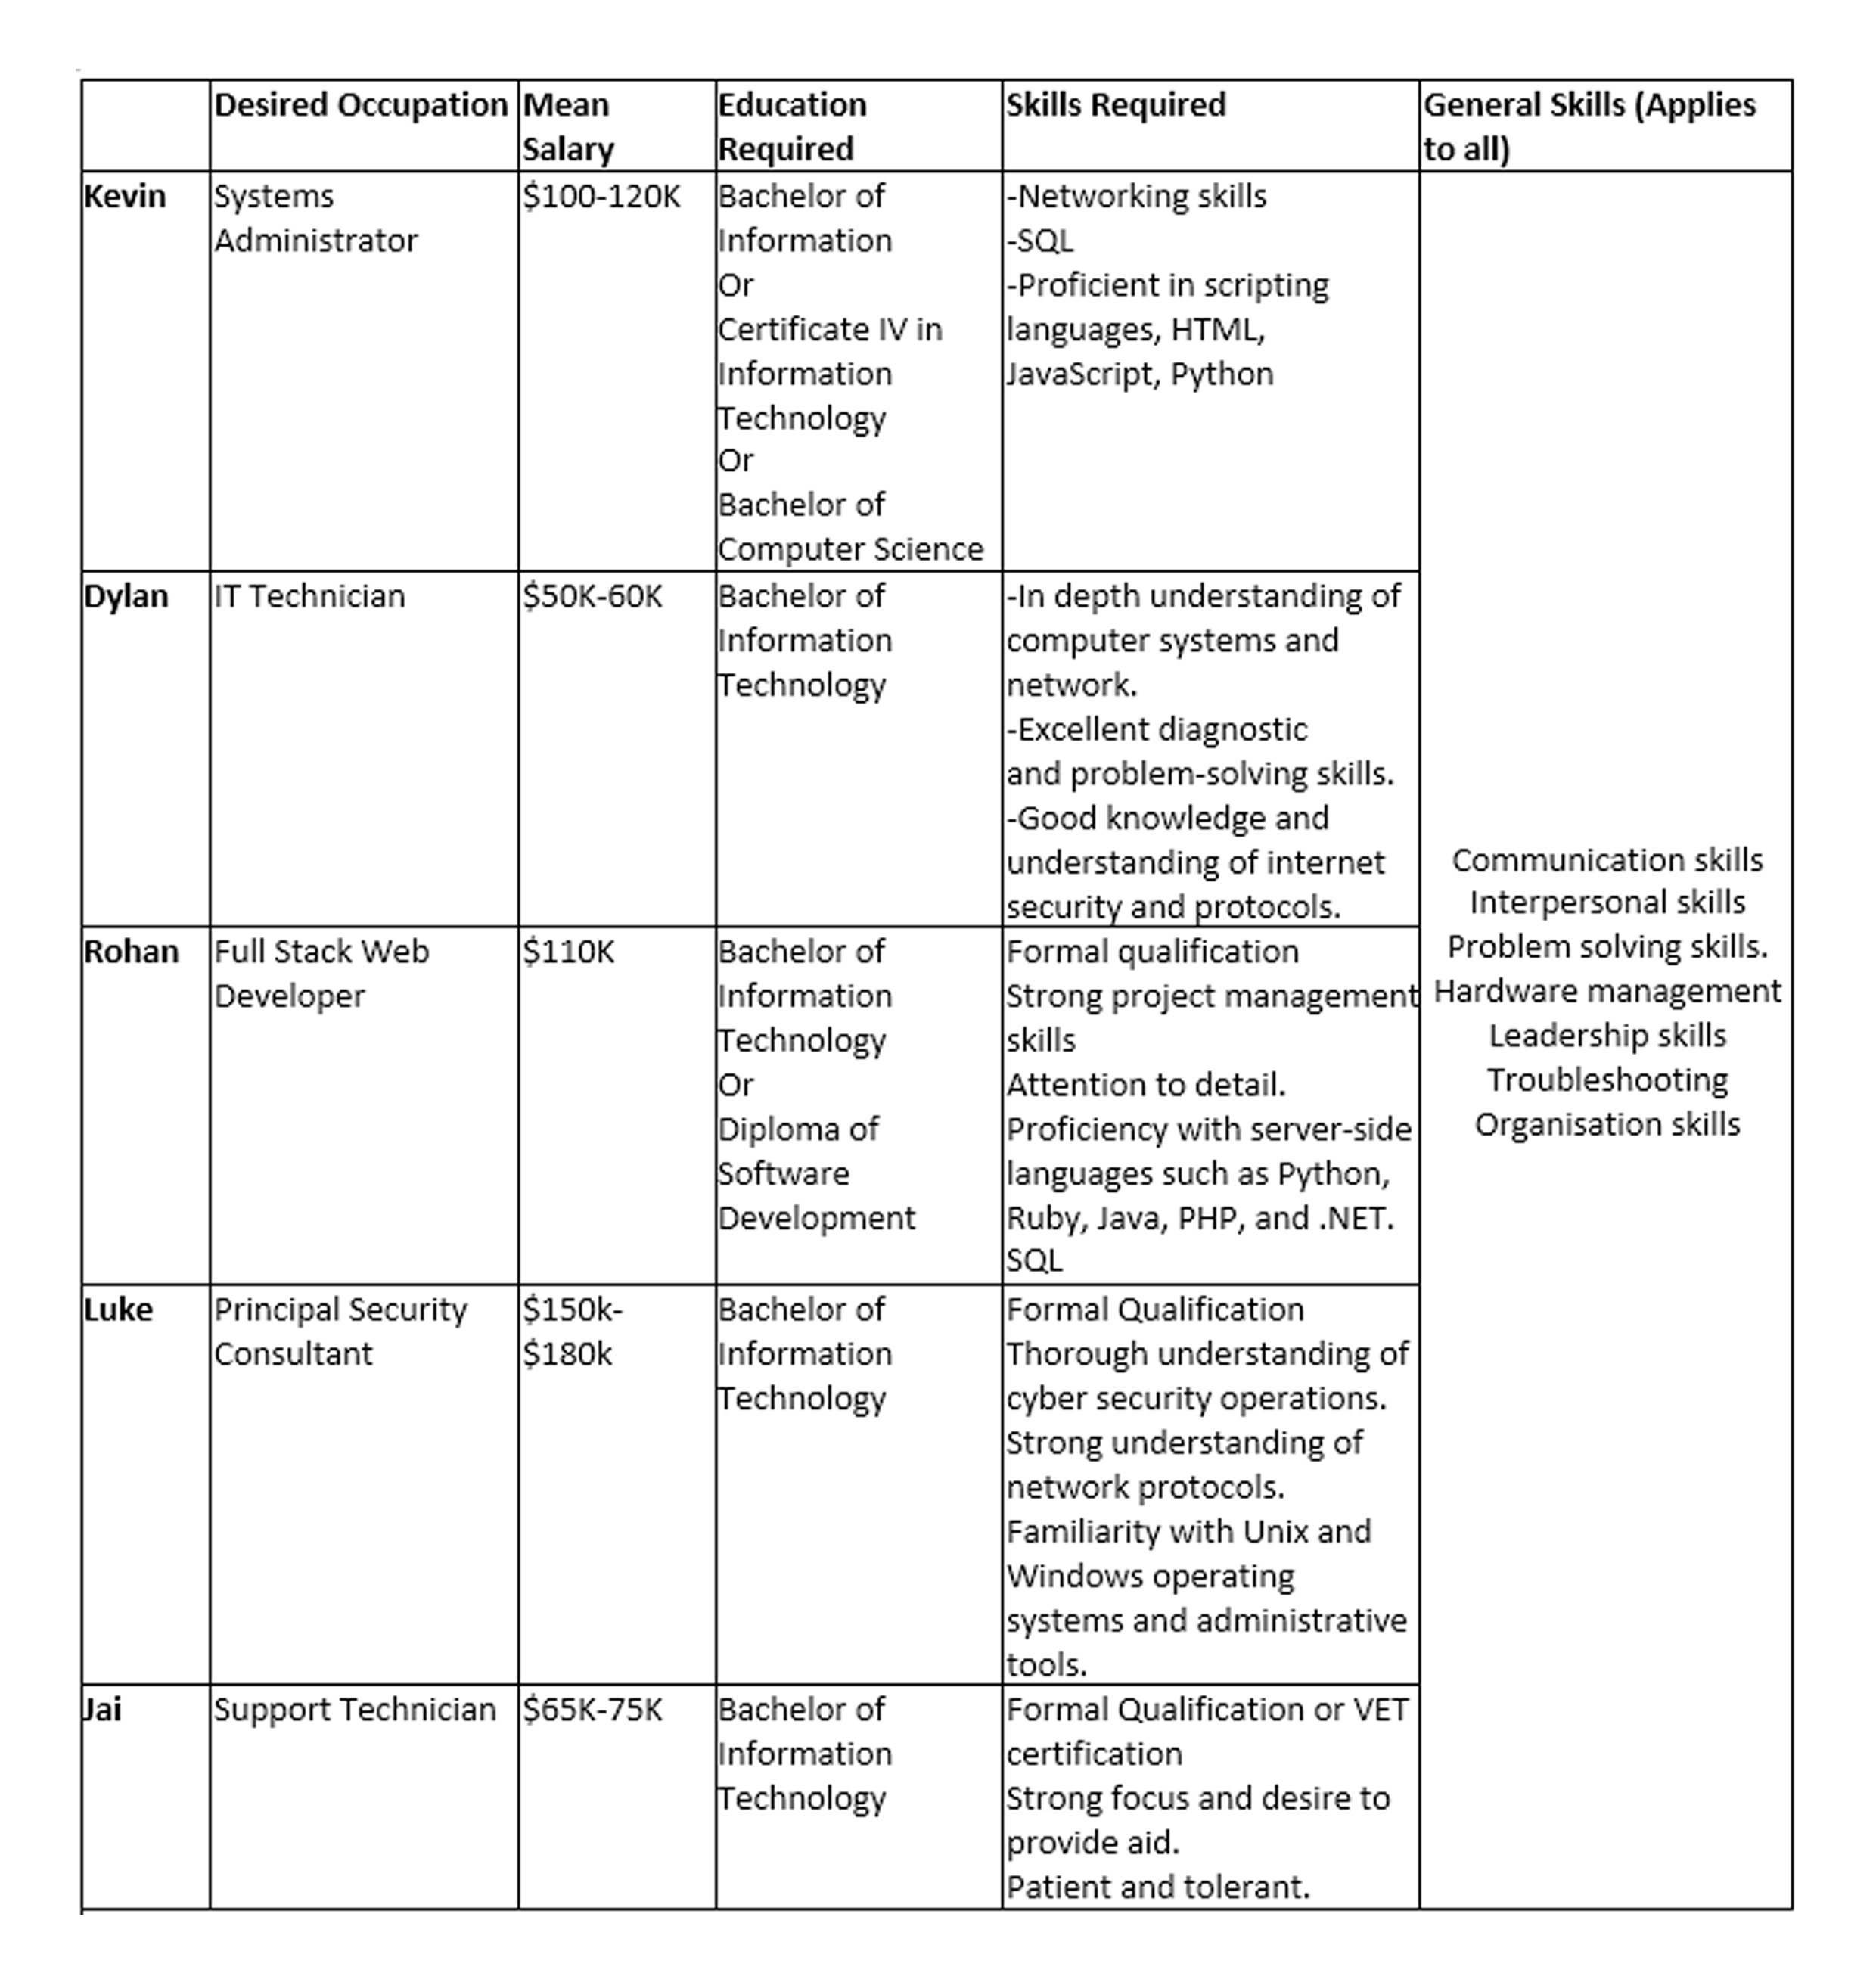 Desired Occupation
Mean
Salary
Education
Required
Skills Required
General Skills (Applies
to all)
Kevin
Systems
Administrator
$100-120K
Bachelor of
Information
Or
Certificate IV in
Information
Technology
Or
Bachelor of
Computer Science
-Networking skills
-SQL
-Proficient in scripting
languages, HTML,
JavaScript, Python
Dylan
IT Technician
$50K-60K
Bachelor of
Information
Technology
-In depth understanding of
computer systems and
network.
-Excellent diagnostic
and problem-solving skills.
-Good knowledge and
understanding of internet
security and protocols.
Rohan
Full Stack Web
Developer
$110K
Bachelor of
Information
Technology
Or
Diploma of
Software
Development
Formal qualification
Strong project management
skills
Attention to detail.
Proficiency with server-side
languages such as Python,
Ruby, Java, PHP, and .NET.
SQL
Luke
Principal Security
Consultant
$150k-
$180k
Bachelor of
Information
Technology
Formal Qualification
Thorough understanding of
cyber security operations.
Strong understanding of
network protocols.
Familiarity with Unix and
Windows operating
systems and administrative
tools.
Jai
Support Technician
$65K-75K
Bachelor of
Information
Technology
Formal Qualification or VET
certification
Strong focus and desire to
provide aid.
Patient and tolerant.
Communication skills
Interpersonal skills
Problem solving skills.
Hardware management
Leadership skills
Troubleshooting
Organisation skills